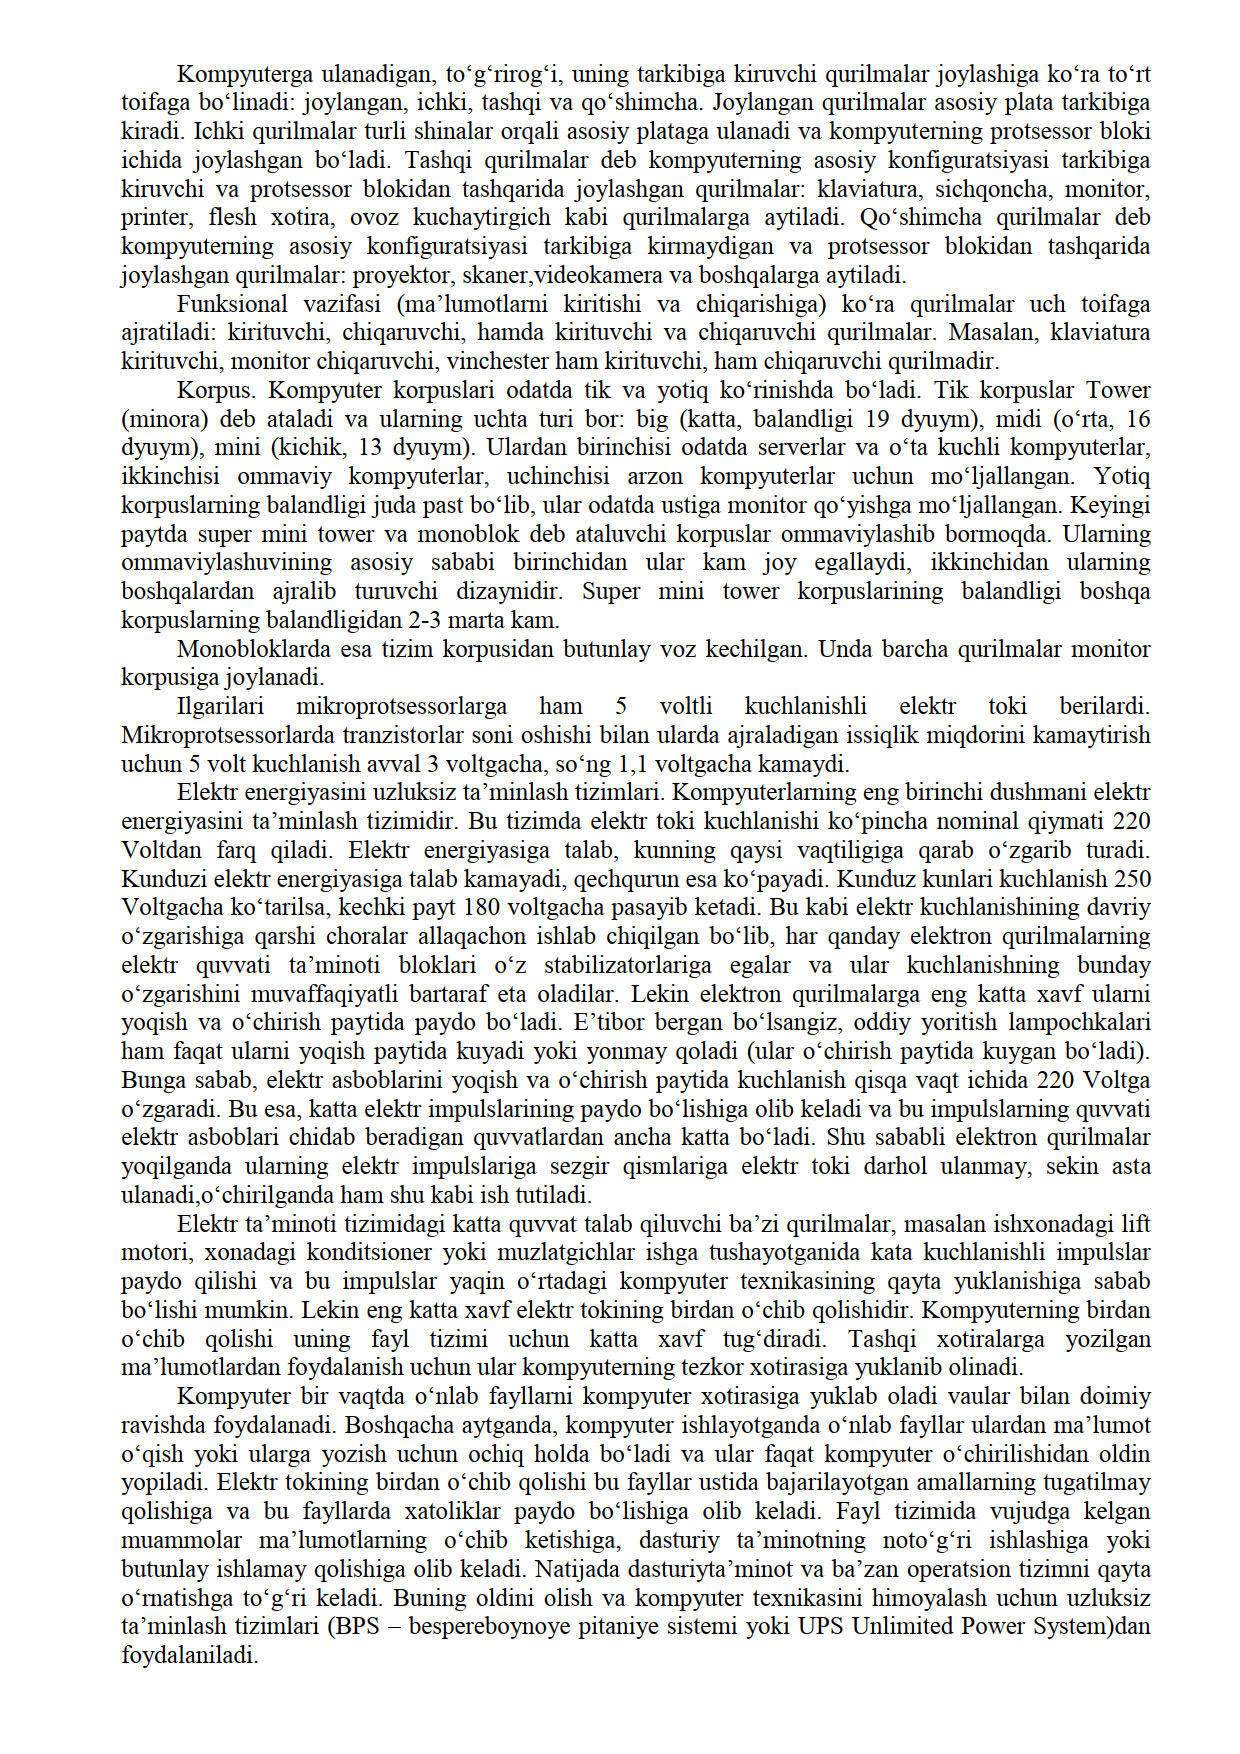 Kompyuterga ulanadigan, to‘g‘rirog‘i, uning tarkibiga kiruvchi qurilmalar joylashiga ko‘ra to‘rt
toifaga bo‘linadi: joylangan, ichki, tashqi va qo‘shimcha. Joylangan qurilmalar asosiy plata tarkibiga
kiradi. Ichki qurilmalar turli shinalar orqali asosiy plataga ulanadi va kompyuterning protsessor bloki
ichida joylashgan bo‘ladi. Tashqi qurilmalar deb kompyuterning asosiy konfiguratsiyasi tarkibiga
kiruvchi va protsessor blokidan tashqarida joylashgan qurilmalar: klaviatura, sichqoncha, monitor,
printer, flesh xotira, ovoz kuchaytirgich kabi qurilmalarga aytiladi. Qo‘shimcha qurilmalar deb
kompyuterning asosiy konfiguratsiyasi tarkibiga kirmaydigan va protsessor blokidan tashqarida
joylashgan qurilmalar: proyektor, skaner,videokamera va boshqalarga aytiladi.
Funksional vazifasi (ma’lumotlarni kiritishi va chiqarishiga) ko‘ra qurilmalar uch toifaga
ajratiladi: kirituvchi, chiqaruvchi, hamda kirituvchi va chiqaruvchi qurilmalar. Masalan, klaviatura
kirituvchi, monitor chiqaruvchi, vinchester ham kirituvchi, ham chiqaruvchi qurilmadir.
Korpus. Kompyuter korpuslari odatda tik va yotiq ko‘rinishda bo‘ladi. Tik korpuslar Tower
(minora) deb ataladi va ularning uchta turi bor: big (katta, balandligi 19 dyuym), midi (o‘rta, 16
dyuym), mini (kichik, 13 dyuym). Ulardan birinchisi odatda serverlar va o‘ta kuchli kompyuterlar,
ikkinchisi ommaviy kompyuterlar, uchinchisi arzon kompyuterlar uchun mo‘ljallangan. Yotiq
korpuslarning balandligi juda past bo‘lib, ular odatda ustiga monitor qo‘yishga mo‘ljallangan. Keyingi
paytda super mini tower va monoblok deb ataluvchi korpuslar ommaviylashib bormoqda. Ularning
ommaviylashuvining asosiy sababi birinchidan ular kam joy egallaydi, ikkinchidan ularning
boshqalardan ajralib turuvchi dizaynidir. Super mini tower korpuslarining balandligi boshqa
korpuslarning balandligidan 2-3 marta kam.
Monobloklarda esa tizim korpusidan butunlay voz kechilgan. Unda barcha qurilmalar monitor
korpusiga joylanadi.
Ilgarilari mikroprotsessorlarga ham 5 voltli kuchlanishli elektr toki berilardi.
Mikroprotsessorlarda tranzistorlar soni oshishi bilan ularda ajraladigan issiqlik miqdorini kamaytirish
uchun 5 volt kuchlanish avval 3 voltgacha, so‘ng 1,1 voltgacha kamaydi.
Elektr energiyasini uzluksiz ta’minlash tizimlari. Kompyuterlarning eng birinchi dushmani elektr
energiyasini ta’minlash tizimidir. Bu tizimda elektr toki kuchlanishi ko‘pincha nominal qiymati 220
Voltdan farq qiladi. Elektr energiyasiga talab, kunning qaysi vaqtiligiga qarab o‘zgarib turadi.
Kunduzi elektr energiyasiga talab kamayadi, qechqurun esa ko‘payadi. Kunduz kunlari kuchlanish 250
Voltgacha ko‘tarilsa, kechki payt 180 voltgacha pasayib ketadi. Bu kabi elektr kuchlanishining davriy
o‘zgarishiga qarshi choralar allaqachon ishlab chiqilgan bo‘lib, har qanday elektron qurilmalarning
elektr quvvati ta’minoti bloklari o‘z stabilizatorlariga egalar va ular kuchlanishning bunday
o‘zgarishini muvaffaqiyatli bartaraf eta oladilar. Lekin elektron qurilmalarga eng katta xavf ularni
yoqish va o‘chirish paytida paydo bo‘ladi. E’tibor bergan bo‘lsangiz, oddiy yoritish lampochkalari
ham faqat ularni yoqish paytida kuyadi yoki yonmay qoladi (ular o‘chirish paytida kuygan bo‘ladi).
Bunga sabab, elektr asboblarini yoqish va o‘chirish paytida kuchlanish qisqa vaqt ichida 220 Voltga
o‘zgaradi. Bu esa, katta elektr impulslarining paydo bo‘lishiga olib keladi va bu impulslarning quvvati
elektr asboblari chidab beradigan quvvatlardan ancha katta bo‘ladi. Shu sababli elektron qurilmalar
yoqilganda ularning elektr impulslariga sezgir qismlariga elektr toki darhol ulanmay, sekin asta
ulanadi,o‘chirilganda ham shu kabi ish tutiladi.
Elektr ta’minoti tizimidagi katta quvvat talab qiluvchi ba’zi qurilmalar, masalan ishxonadagi lift
motori, xonadagi konditsioner yoki muzlatgichlar ishga tushayotganida kata kuchlanishli impulslar
paydo qilishi va bu impulslar yaqin o‘rtadagi kompyuter texnikasining qayta yuklanishiga sabab
bo‘lishi mumkin. Lekin eng katta xavf elektr tokining birdan o‘chib qolishidir. Kompyuterning birdan
o‘chib qolishi uning fayl tizimi uchun katta xavf tug‘diradi. Tashqi xotiralarga yozilgan
ma’lumotlardan foydalanish uchun ular kompyuterning tezkor xotirasiga yuklanib olinadi.
Kompyuter bir vaqtda o‘nlab fayllarni kompyuter xotirasiga yuklab oladi vaular bilan doimiy
ravishda foydalanadi. Boshqacha aytganda, kompyuter ishlayotganda o‘nlab fayllar ulardan ma’lumot
o‘qish yoki ularga yozish uchun ochiq holda bo‘ladi va ular faqat kompyuter o‘chirilishidan oldin
yopiladi. Elektr tokining birdan o‘chib qolishi bu fayllar ustida bajarilayotgan amallarning tugatilmay
qolishiga va bu fayllarda xatoliklar paydo bo‘lishiga olib keladi. Fayl tizimida vujudga kelgan
muammolar ma’lumotlarning o‘chib ketishiga, dasturiy ta’minotning noto‘g‘ri ishlashiga yoki
butunlay ishlamay qolishiga olib keladi. Natijada dasturiyta’minot va ba’zan operatsion tizimni qayta
o‘rnatishga to‘g‘ri keladi. Buning oldini olish va kompyuter texnikasini himoyalash uchun uzluksiz
ta’minlash tizimlari (BPS – bespereboynoye pitaniye sistemi yoki UPS Unlimited Power System)dan
foydalaniladi.